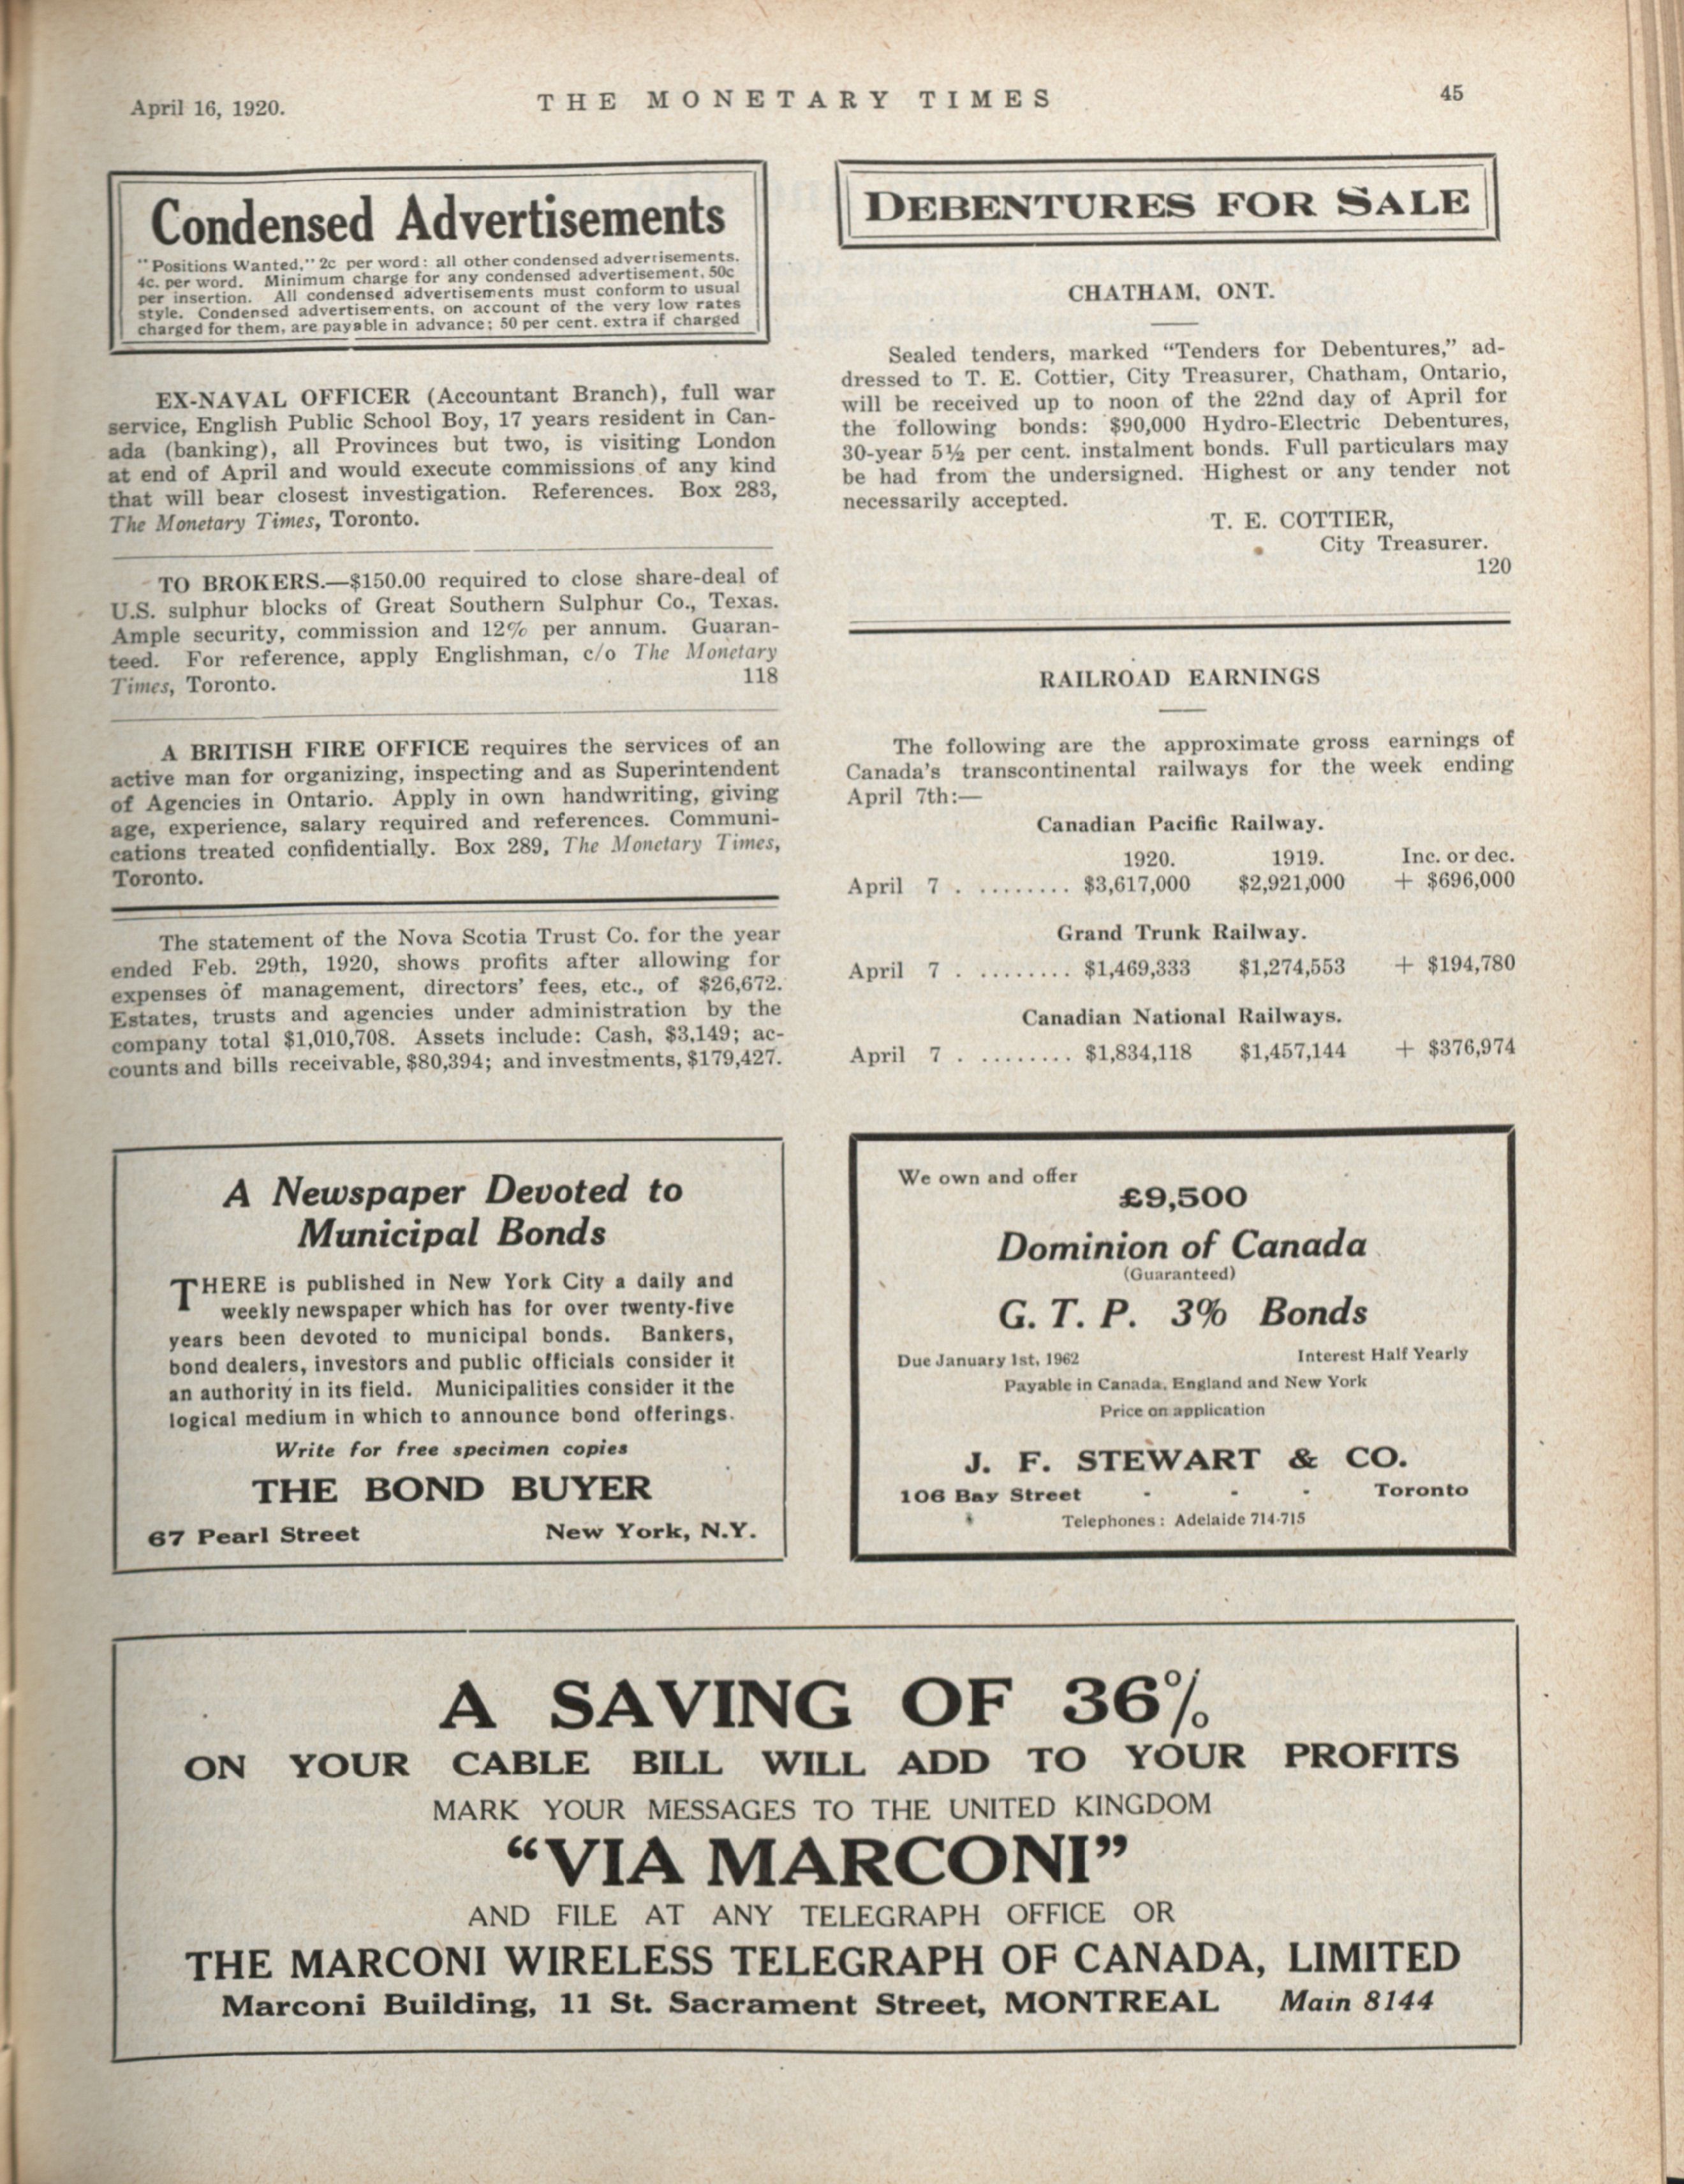 April 16, 1920.
THE MONETARY TIMES
45
Condensed Advertisements
"Positions Wanted," 2c per word: all other condensed advertisements,
4c. per word. Minimum charge for any condensed advertisement, 50c
per insertion. All condensed advertisements must conform to usual
style. Condensed advertisements, on account of the very low rates
charged for them, are payable in advance; 50 per cent. extra if charged
EX-NAVAL OFFICER (Accountant Branch), full war
service, English Public School Boy, 17 years resident in Can-
ada (banking), all Provinces but two, is visiting London
at end of April and would execute commissions of any kind
that will bear closest investigation. References. Box 283,
The Monetary Times, Toronto.
TO BROKERS.—$150.00 required to close share-deal of
U.S. sulphur blocks of Great Southern Sulphur Co., Texas.
Ample security, commission and 12% per annum. Guaran-
teed. For reference, apply Englishman, c/o The Monetary
Times, Toronto. 118
A BRITISH FIRE OFFICE requires the services of an
active man for organizing, inspecting and as Superintendent
of Agencies in Ontario. Apply in own handwriting, giving
age, experience, salary required and references. Communi-
cations treated confidentially. Box 289, The Monetary Times,
Toronto.
The statement of the Nova Scotia Trust Co. for the year
ended Feb. 29th, 1920, shows profits after allowing for
expenses of management, directors' fees, etc., of $26,672.
Estates, trusts and agencies under administration by the
company total $1,010,708. Assets include: Cash, $3,149; ac-
counts and bills receivable, $80,394; and investments, $179,427.
DEBENTURES FOR SALE
CHATHAM, ONT.
Sealed tenders, marked "Tenders for Debentures," ad-
dressed to T. E. Cottier, City Treasurer, Chatham, Ontario,
will be received up to noon of the 22nd day of April for
the following bonds: $90,000 Hydro-Electric Debentures,
30-year 5½ per cent. instalment bonds. Full particulars may
be had from the undersigned. Highest or any tender not
necessarily accepted.
T. E. COTTIER,
City Treasurer.
120
RAILROAD EARNINGS
The following are the approximate gross earnings of
Canada's transcontinental railways for the week ending
April 7th:—
Canadian Pacific Railway.
1920. 1919. Inc. or dec.
April 7 . ......... $3,617,000 $2,921,000 + $696,000
Grand Trunk Railway.
April 7 . ......... $1,469,333 $1,274,553 + $194,780
Canadian National Railways.
April 7 . ......... $1,834,118 $1,457,144 + $376,974
A Newspaper Devoted to
Municipal Bonds
THERE is published in New York City a daily and
weekly newspaper which has for over twenty-five
years been devoted to municipal bonds. Bankers,
bond dealers, investors and public officials consider it
an authority in its field. Municipalities consider it the
logical medium in which to announce bond offerings.
Write for free specimen copies
THE BOND BUYER
67 Pearl Street New York, N.Y.
We own and offer
£9,500
Dominion of Canada
(Guaranteed)
G. T. P. 3% Bonds
Due January 1st, 1962 Interest Half Yearly
Payable in Canada, England and New York
Price on application
J. F. STEWART & CO.
106 Bay Street - - - Toronto
Telephones: Adelaide 714-715
A SAVING OF 36%
ON YOUR CABLE BILL WILL ADD TO YOUR PROFITS
MARK YOUR MESSAGES TO THE UNITED KINGDOM
"VIA MARCONI"
AND FILE AT ANY TELEGRAPH OFFICE OR
THE MARCONI WIRELESS TELEGRAPH OF CANADA, LIMITED
Marconi Building, 11 St. Sacrament Street, MONTREAL Main 8144